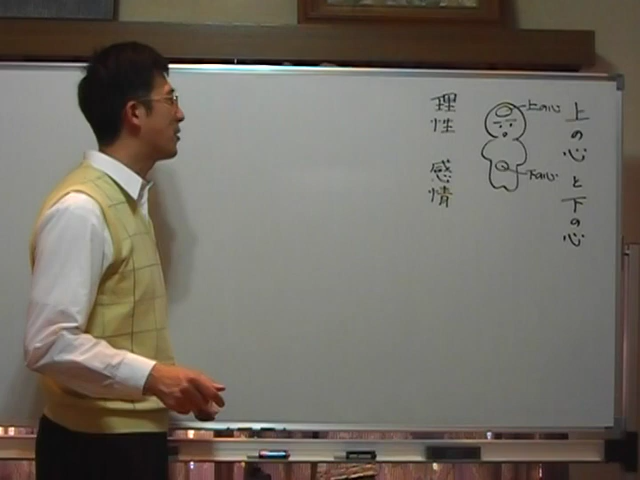 上の心と下の心
上の心
下の心
理性 感情